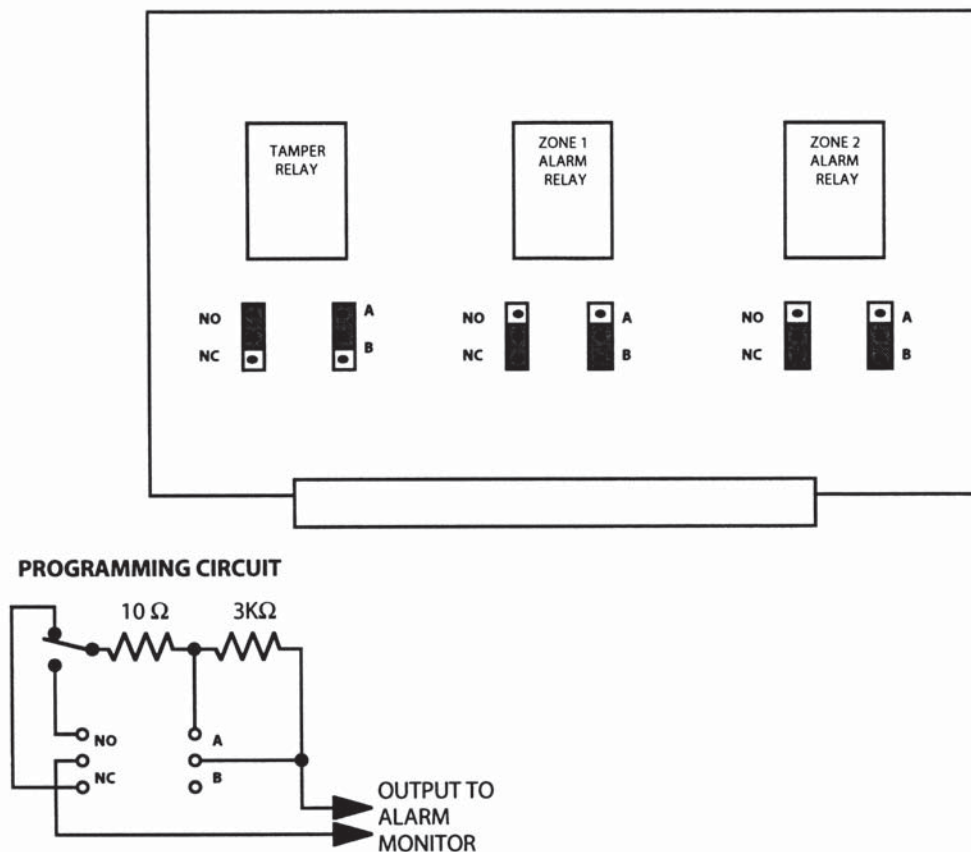 TAMPER
RELAY
ZONE 1
ALARM
RELAY
ZONE 2
ALARM
RELAY
NO
A
NO
A
NO
A
NC
B
NC
B
NC
B
PROGRAMMING CIRCUIT
10 Ω
3KΩ
NO
A
NC
B
OUTPUT TO
ALARM
MONITOR